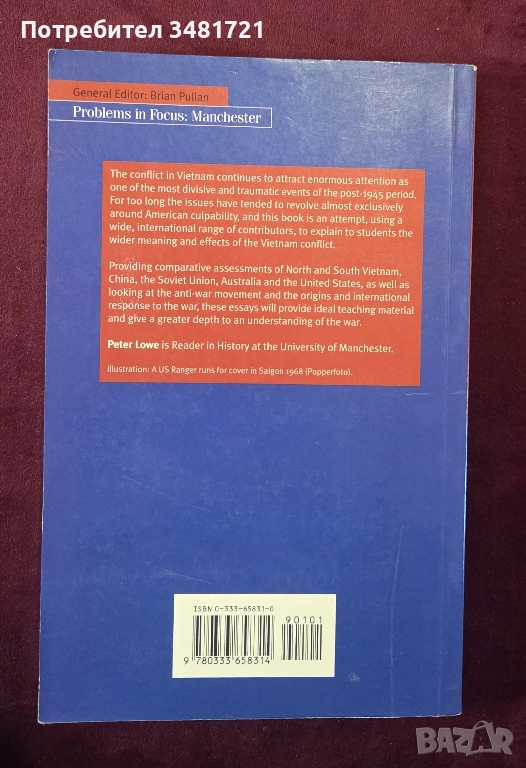 Потребител 3481721
General Editor: Brian Pullan
Problems in Focus: Manchester
The conflict in Vietnam continues to attract enormous attention as
one of the most divisive and traumatic events of the post-1945 period.
For too long the issues have tended to revolve almost exclusively
around American culpability, and this book is an attempt, using a
wide, international range of contributors, to explain to students the
wider meaning and effects of the Vietnam conflict.
Providing comparative assessments of North and South Vietnam,
China, the Soviet Union, Australia and the United States, as well as
looking at the anti-war movement and the origins and international
response to the war, these essays will provide ideal teaching material
and give a greater depth to an understanding of the war.
Peter Lowe is Reader in History at the University of Manchester.
Illustration: A US Ranger runs for cover in Saigon 1968 (Popperfoto).
ISBN 0-333-65831-0
90101
9 780333 658314
BAZAR